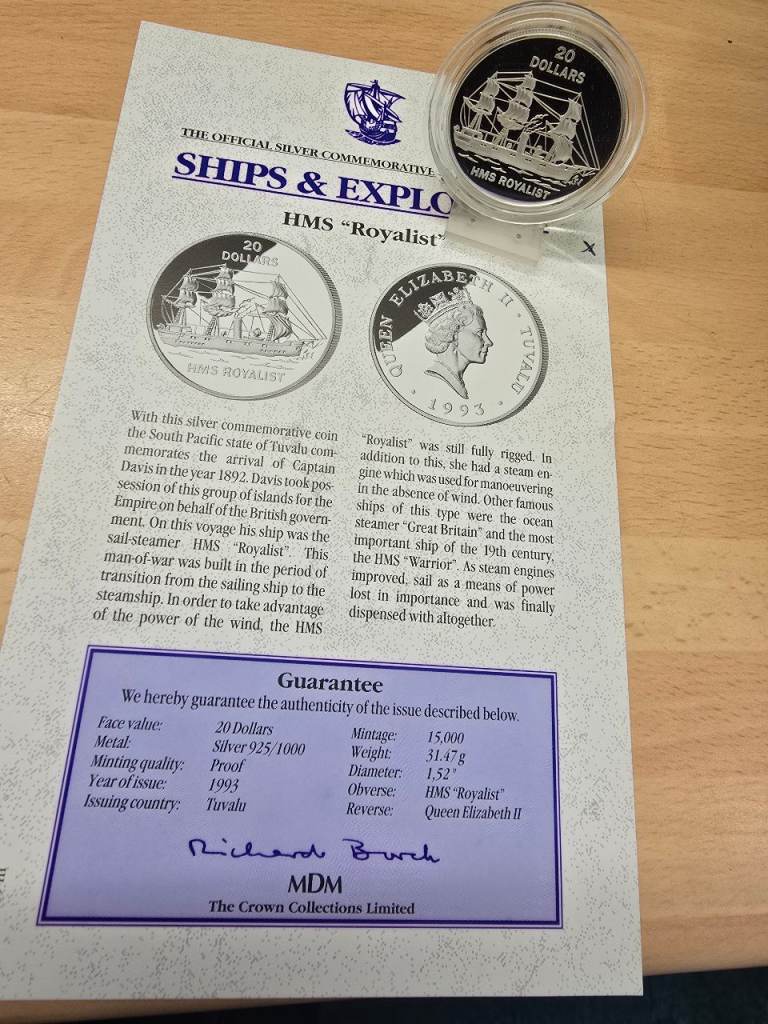 20
DOLLARS
HMS ROYALIST
THE OFFICIAL SILVER COMMEMORATIVE
SHIPS & EXPLO
HMS "Royalist"
x
20
DOLLARS
HMS ROYALIST
QUEEN ELIZABETH II · TUVALU
· 1993 ·
With this silver commemorative coin
the South Pacific state of Tuvalu com-
memorates the arrival of Captain
Davis in the year 1892. Davis took pos-
session of this group of islands for the
Empire on behalf of the British govern-
ment. On this voyage his ship was the
sail-steamer HMS "Royalist". This
man-of-war was built in the period of
transition from the sailing ship to the
steamship. In order to take advantage
of the power of the wind, the HMS
"Royalist" was still fully rigged. In
addition to this, she had a steam en-
gine which was used for manoeuvering
in the absence of wind. Other famous
ships of this type were the ocean
steamer "Great Britain" and the most
important ship of the 19th century,
the HMS "Warrior". As steam engines
improved, sail as a means of power
lost in importance and was finally
dispensed with altogether.
Guarantee
We hereby guarantee the authenticity of the issue described below.
Face value: 20 Dollars
Metal: Silver 925/1000
Minting quality: Proof
Year of issue: 1993
Issuing country: Tuvalu
Mintage: 15,000
Weight: 31.47 g
Diameter: 1,52"
Obverse: HMS "Royalist"
Reverse: Queen Elizabeth II
Richard Burch
MDM
The Crown Collections Limited